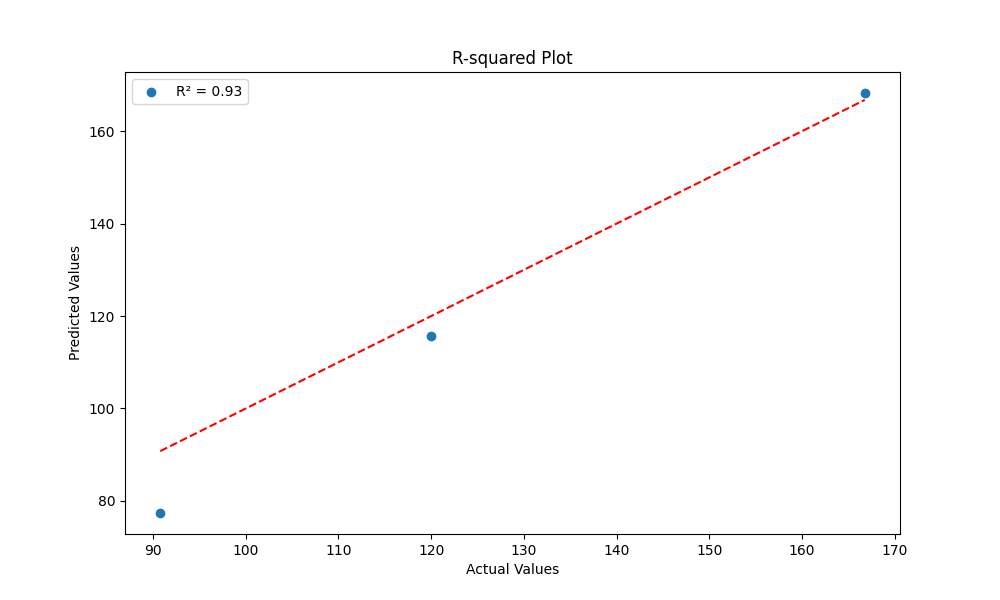 R-squared Plot
R² = 0.93
160
140
120
100
80
Predicted Values
90 100 110 120 130 140 150 160 170
Actual Values